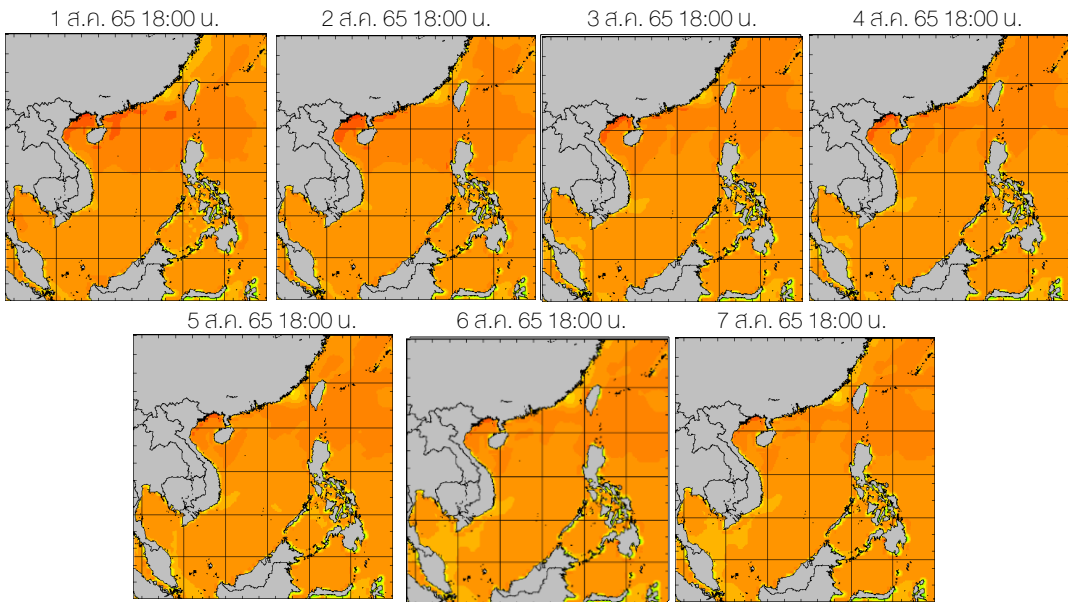 1 ส.ค. 65 18:00 น.
2 ส.ค. 65 18:00 น.
3 ส.ค. 65 18:00 น.
4 ส.ค. 65 18:00 น.
5 ส.ค. 65 18:00 น.
6 ส.ค. 65 18:00 น.
7 ส.ค. 65 18:00 น.